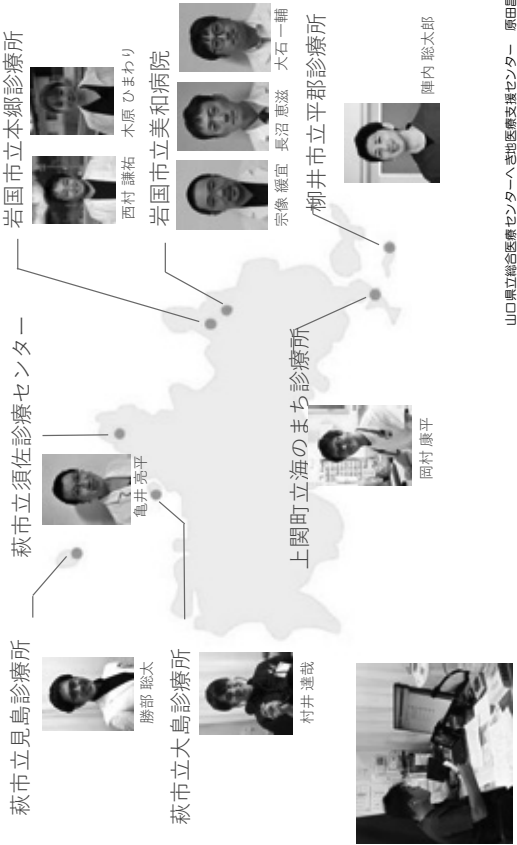 萩市立見島診療所
勝部 聡太
萩市立大島診療所
村井 達哉
萩市立須佐診療センター
亀井 亮平
岩国市立本郷診療所
西村 謙祐
木原 ひまわり
岩国市立美和病院
宗像 緩宜
長沼 恵滋
大石 一輔
柳井市立平郡診療所
陣内 聡太郎
上関町立海のまち診療所
岡村 康平
山口県立総合医療センターへき地医療支援センター 原田昌